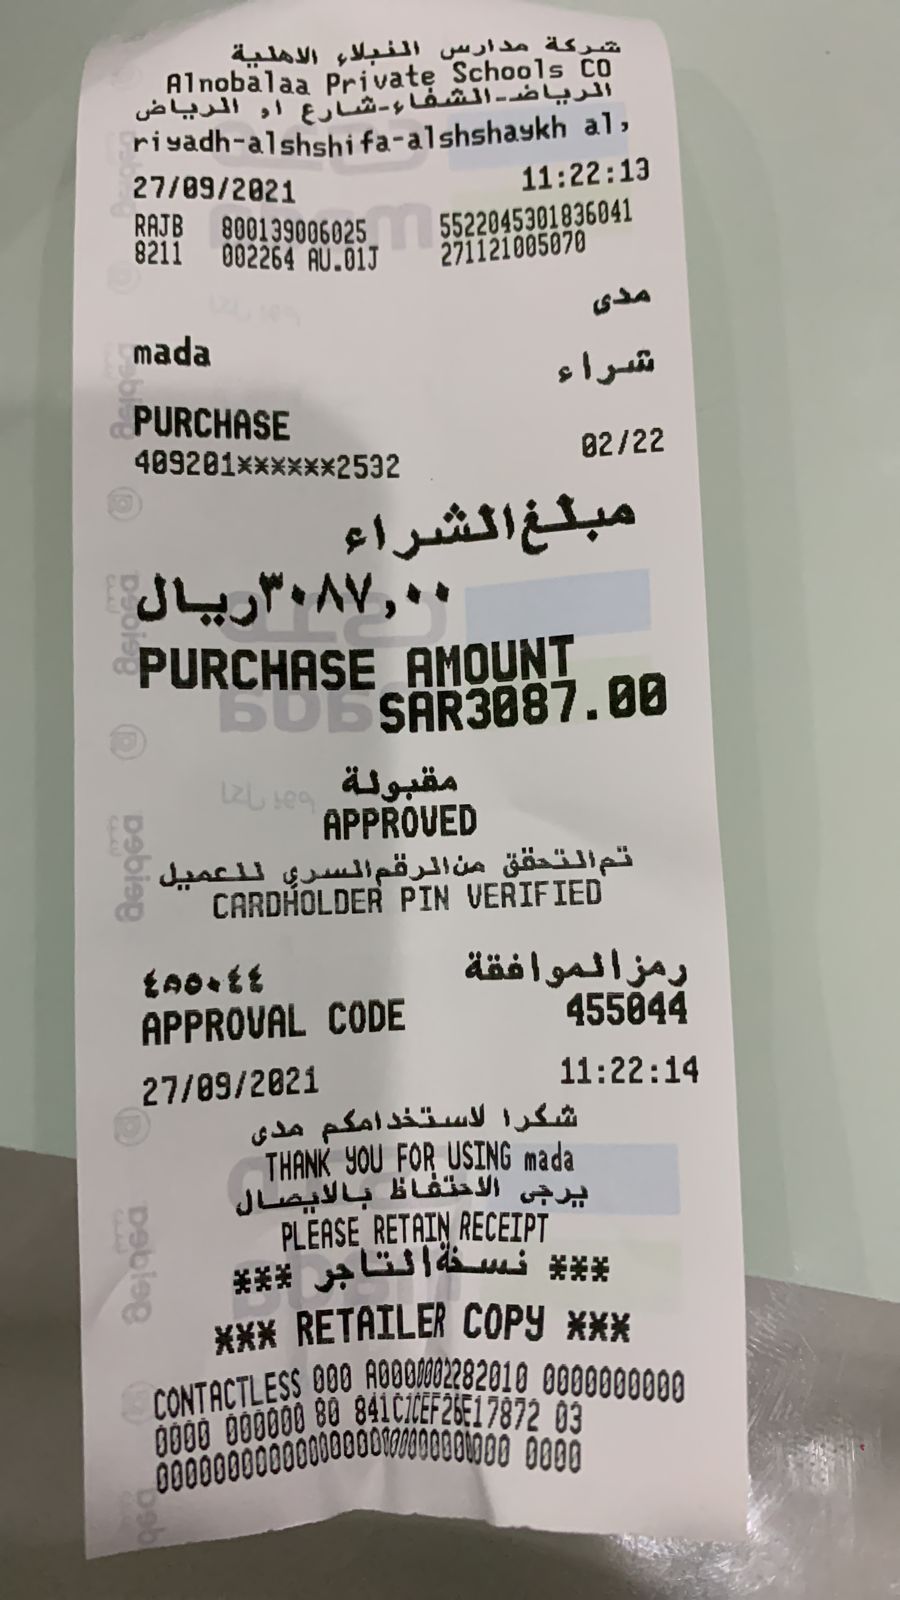 شركة مدارس النبلاء الاهلية
Alnobalaa Private Schools CO
الرياض-الشفاء-شارع ا, الرياض
riyadh-alshshifa-alshshaykh al,
27/09/2021 11:22:13
RAJB 800139006025 5522045301836041
8211 002264 AU.01J 271121005070
مدى
mada
شراء
PURCHASE
409201******2532 02/22
مبلغ الشراء
٣٠٨٧,٠٠ ريال
PURCHASE AMOUNT
SAR3087.00
مقبولة
APPROVED
تم التحقق من الرقم السري للعميل
CARDHOLDER PIN VERIFIED
رمز الموافقة ٤٥٥٠٤٤
APPROVAL CODE 455044
27/09/2021 11:22:14
شكرا لاستخدامكم مدى
THANK YOU FOR USING mada
يرجى الاحتفاظ بالايصال
PLEASE RETAIN RECEIPT
*** نسخة التاجر ***
*** RETAILER COPY ***
CONTACTLESS 000 A0000002282010 0000000000
0000 000000 80 841C1CEF26E17872 03
0000
geidea